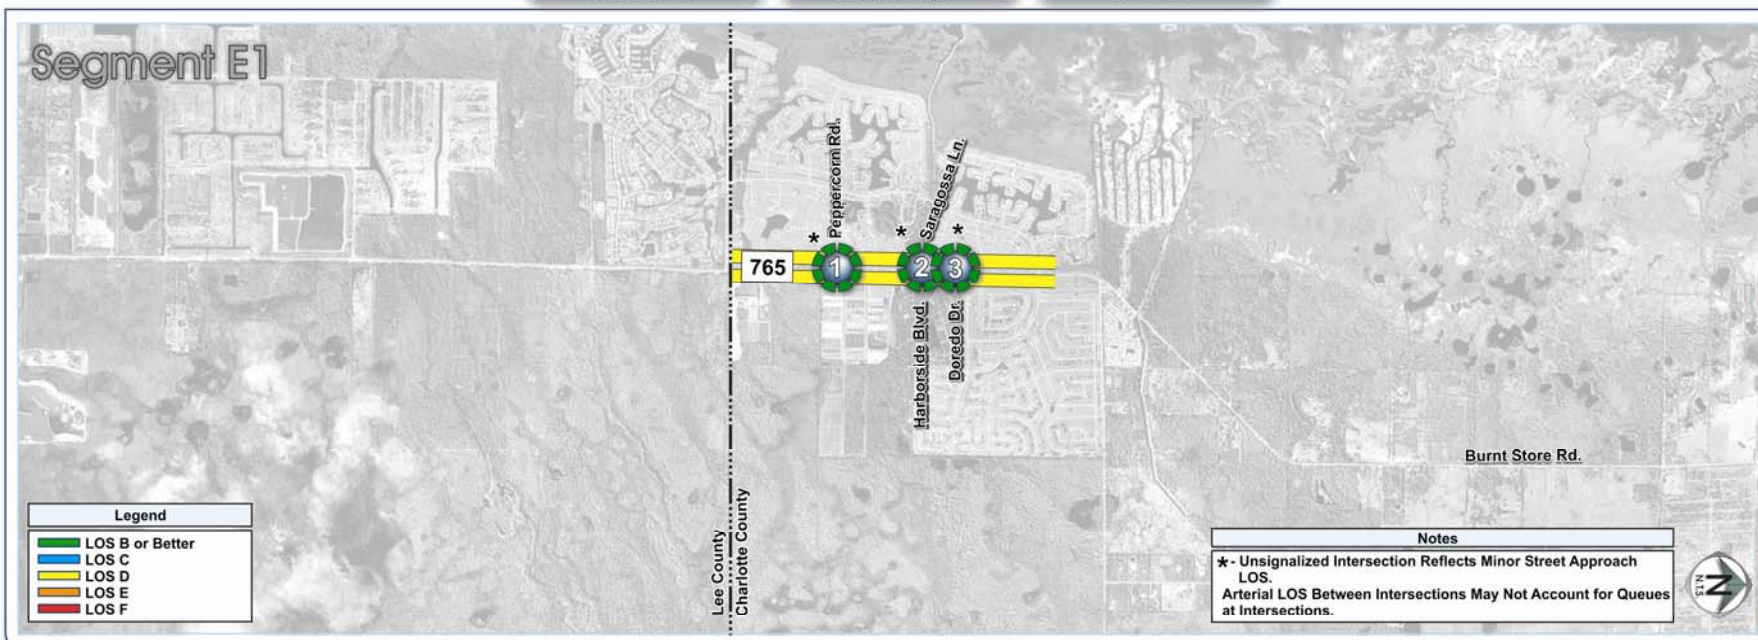 Segment E1
Peppercorn Rd.
Saragossa Ln.
*
*
*
765
1
2
3
Harborside Blvd.
Doredo Dr.
Burnt Store Rd.
Lee County
Charlotte County
Legend
LOS B or Better
LOS C
LOS D
LOS E
LOS F
Notes
* - Unsignalized Intersection Reflects Minor Street Approach
LOS.
Arterial LOS Between Intersections May Not Account for Queues
at Intersections.
N
N.T.S